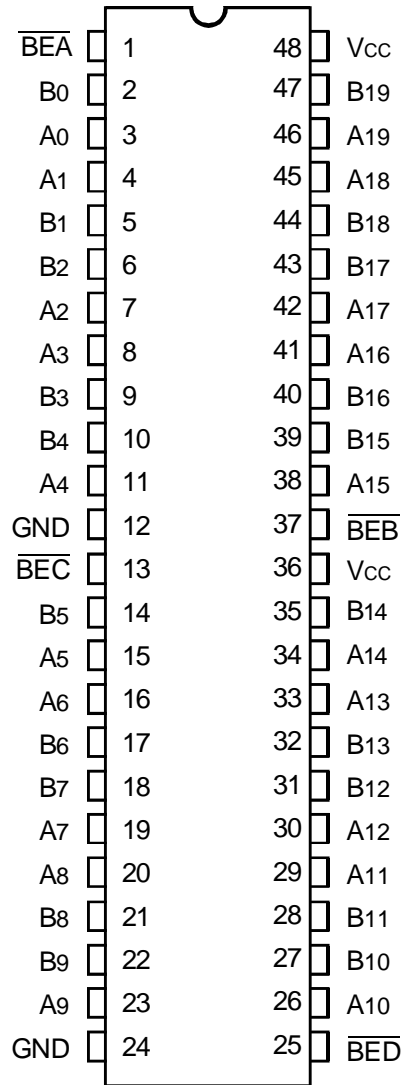 B̅E̅A̅ 1 48 VCC
B0 2 47 B19
A0 3 46 A19
A1 4 45 A18
B1 5 44 B18
B2 6 43 B17
A2 7 42 A17
A3 8 41 A16
B3 9 40 B16
B4 10 39 B15
A4 11 38 A15
GND 12 37 B̅E̅B̅
B̅E̅C̅ 13 36 VCC
B5 14 35 B14
A5 15 34 A14
A6 16 33 A13
B6 17 32 B13
B7 18 31 B12
A7 19 30 A12
A8 20 29 A11
B8 21 28 B11
B9 22 27 B10
A9 23 26 A10
GND 24 25 B̅E̅D̅